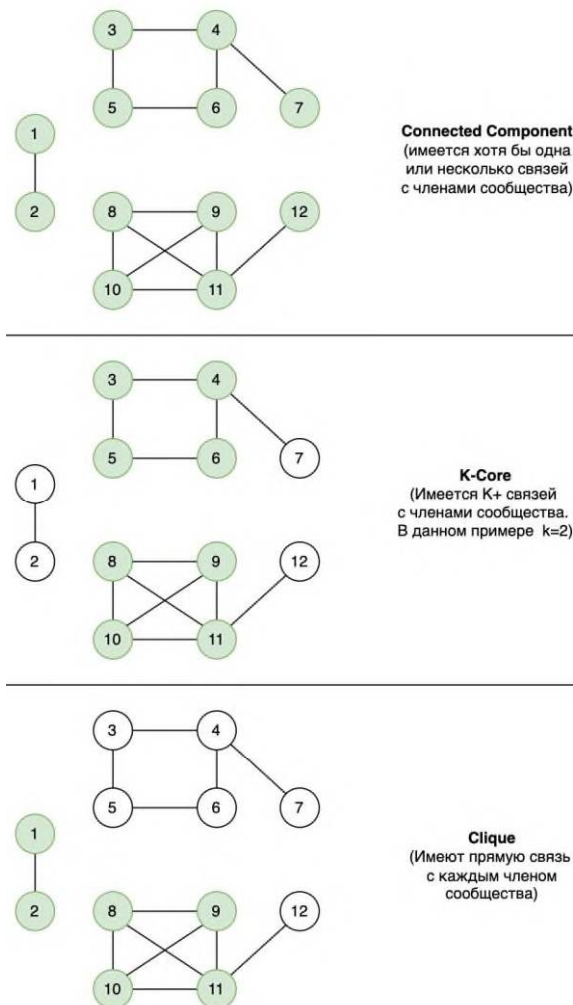 3 4
5 6 7
1
2
8 9 12
10 11
Connected Component
(имеется хотя бы одна
или несколько связей
с членами сообщества)
3 4
5 6 7
1
2
8 9 12
10 11
K-Core
(Имеется K+ связей
с членами сообщества.
В данном примере k=2)
3 4
5 6 7
1
2
8 9 12
10 11
Clique
(Имеют прямую связь
с каждым членом
сообщества)